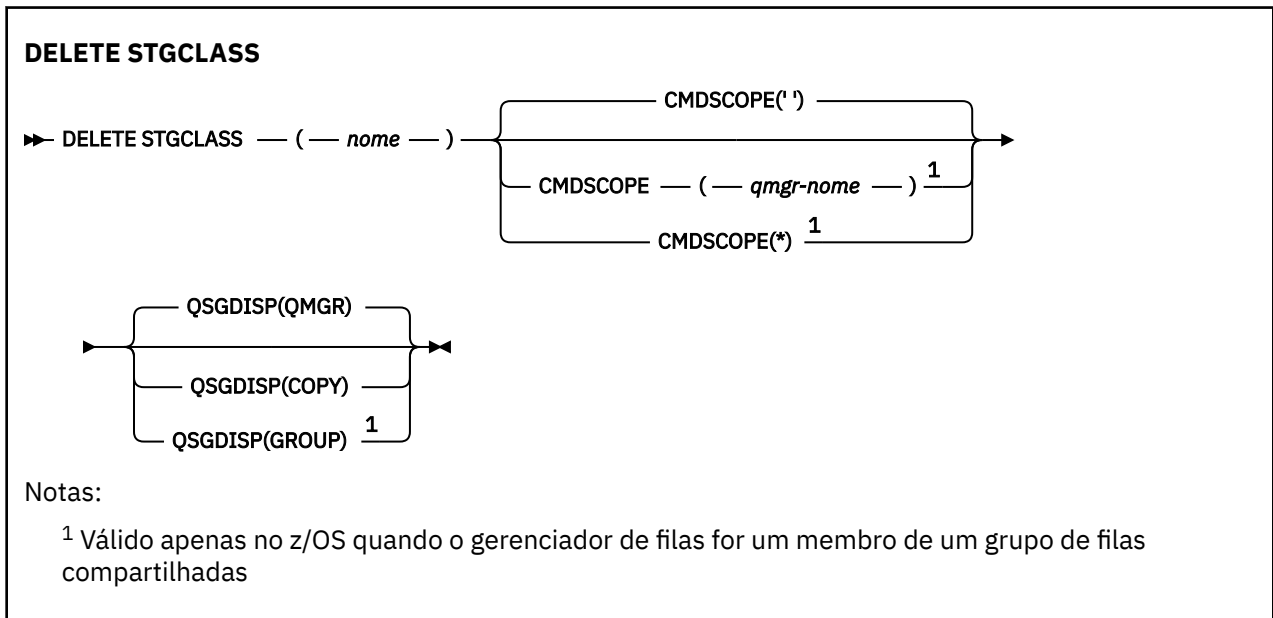 DELETE STGCLASS
CMDSCOPE(' ')
DELETE STGCLASS ( nome )
CMDSCOPE ( qmgr-nome ) 1
CMDSCOPE(*) 1
QSGDISP(QMGR)
QSGDISP(COPY)
QSGDISP(GROUP) 1
Notas:
1 Válido apenas no z/OS quando o gerenciador de filas for um membro de um grupo de filas
compartilhadas